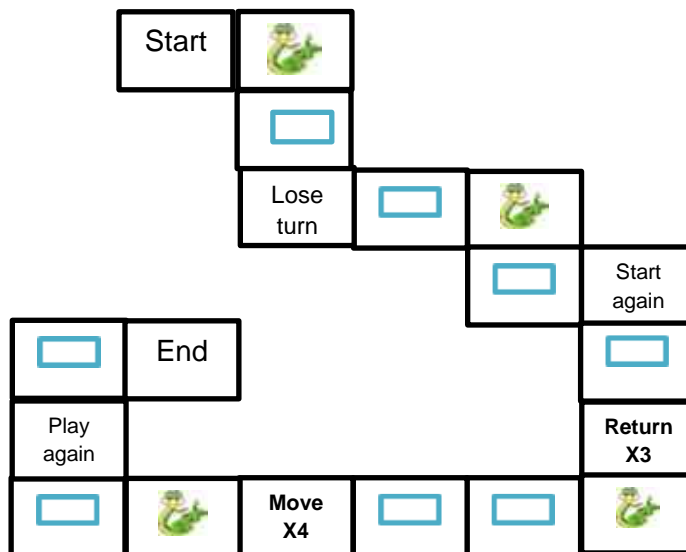 Start
Lose
turn
Start
again
End
Play
again
Return
X3
Move
X4